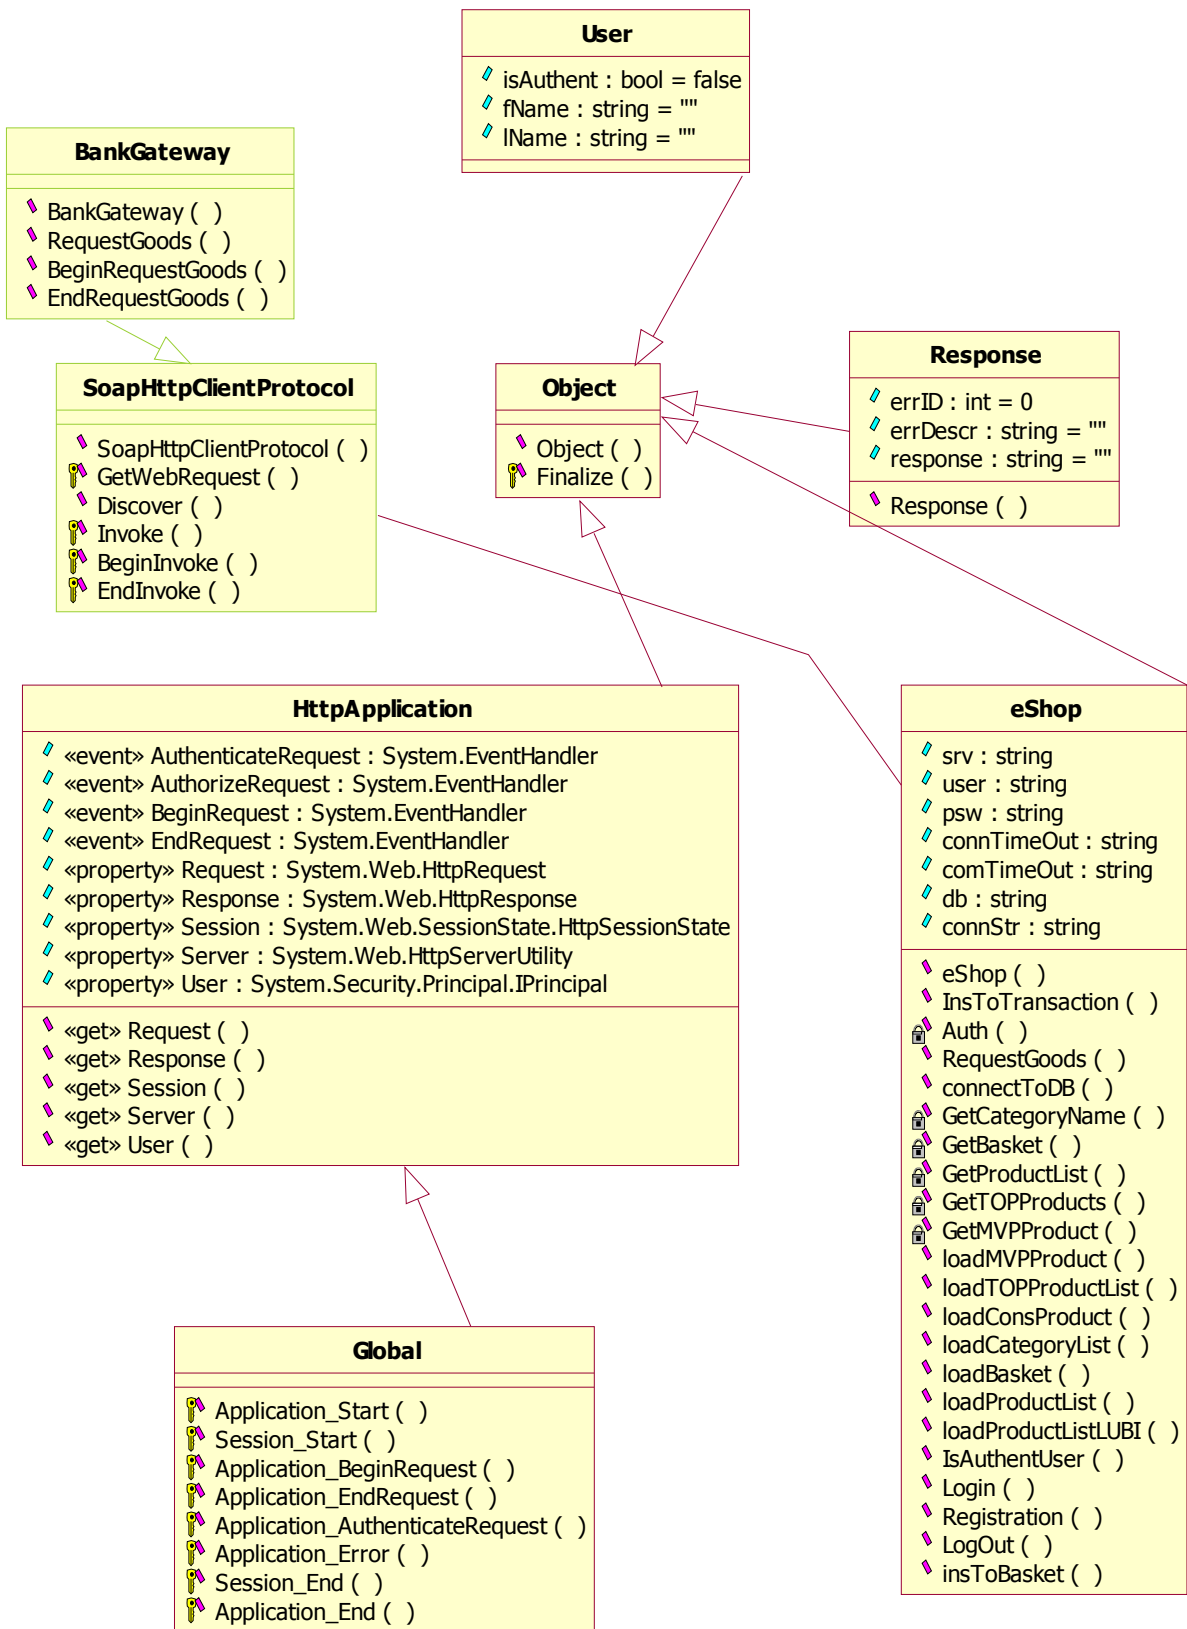 User
isAuthent : bool = false
fName : string = ""
lName : string = ""
BankGateway
BankGateway ( )
RequestGoods ( )
BeginRequestGoods ( )
EndRequestGoods ( )
SoapHttpClientProtocol
SoapHttpClientProtocol ( )
GetWebRequest ( )
Discover ( )
Invoke ( )
BeginInvoke ( )
EndInvoke ( )
Object
Object ( )
Finalize ( )
Response
errID : int = 0
errDescr : string = ""
response : string = ""
Response ( )
HttpApplication
«event» AuthenticateRequest : System.EventHandler
«event» AuthorizeRequest : System.EventHandler
«event» BeginRequest : System.EventHandler
«event» EndRequest : System.EventHandler
«property» Request : System.Web.HttpRequest
«property» Response : System.Web.HttpResponse
«property» Session : System.Web.SessionState.HttpSessionState
«property» Server : System.Web.HttpServerUtility
«property» User : System.Security.Principal.IPrincipal
«get» Request ( )
«get» Response ( )
«get» Session ( )
«get» Server ( )
«get» User ( )
eShop
srv : string
user : string
psw : string
connTimeOut : string
comTimeOut : string
db : string
connStr : string
eShop ( )
InsToTransaction ( )
Auth ( )
RequestGoods ( )
connectToDB ( )
GetCategoryName ( )
GetBasket ( )
GetProductList ( )
GetTOPProducts ( )
GetMVPProduct ( )
loadMVPProduct ( )
loadTOPProductList ( )
loadConsProduct ( )
loadCategoryList ( )
loadBasket ( )
loadProductList ( )
loadProductListLUBI ( )
IsAuthentUser ( )
Login ( )
Registration ( )
LogOut ( )
insToBasket ( )
Global
Application_Start ( )
Session_Start ( )
Application_BeginRequest ( )
Application_EndRequest ( )
Application_AuthenticateRequest ( )
Application_Error ( )
Session_End ( )
Application_End ( )